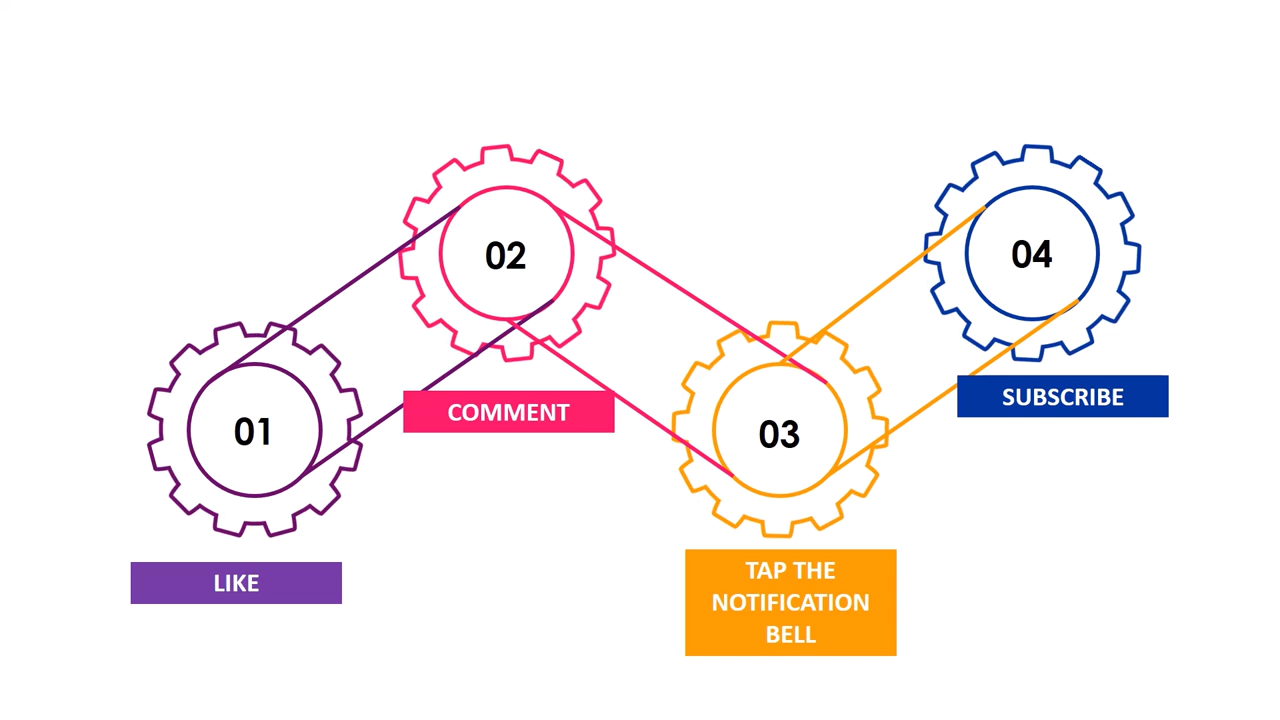 01
LIKE
02
COMMENT
03
TAP THE
NOTIFICATION
BELL
04
SUBSCRIBE